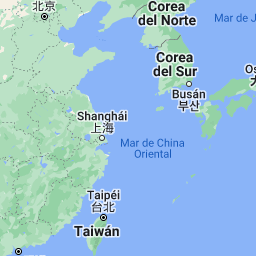 北京
Corea
del Norte
Mar de J
Corea
del Sur
Os
Busán
부산
Shanghái
上海
Mar de China
Oriental
Taipéi
台北
Taiwán